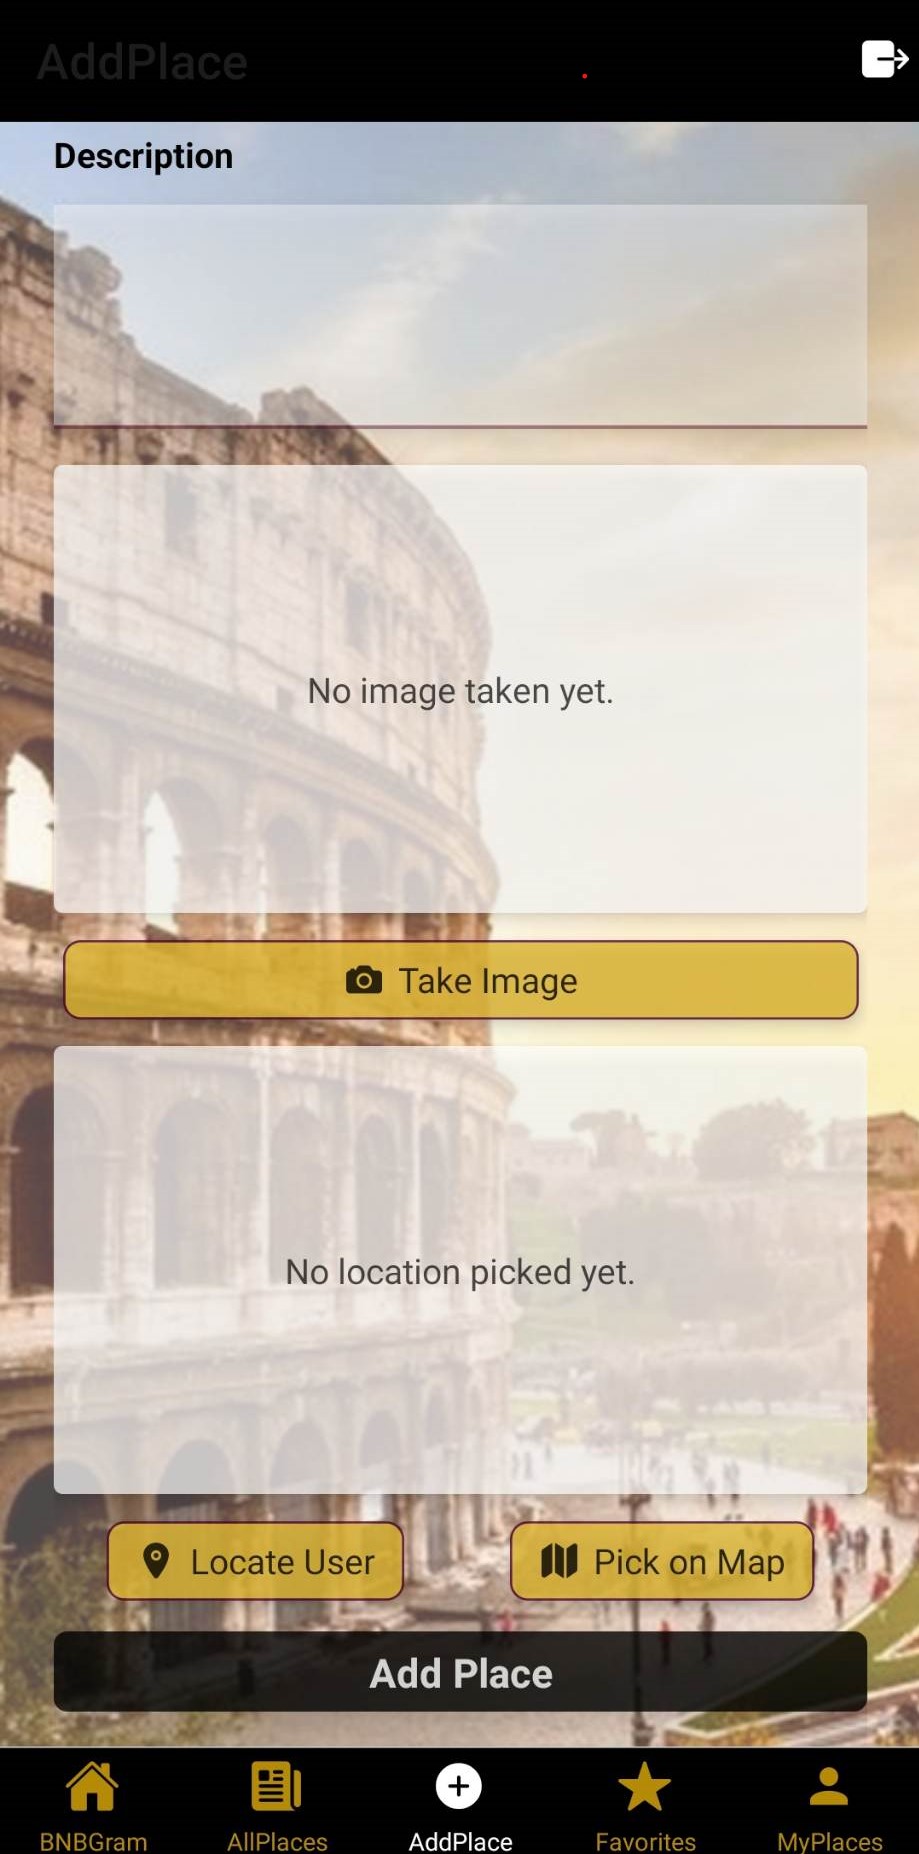 AddPlace
Description
No image taken yet.
Take Image
No location picked yet.
Locate User
Pick on Map
Add Place
BNBGram
AllPlaces
AddPlace
Favorites
MyPlaces